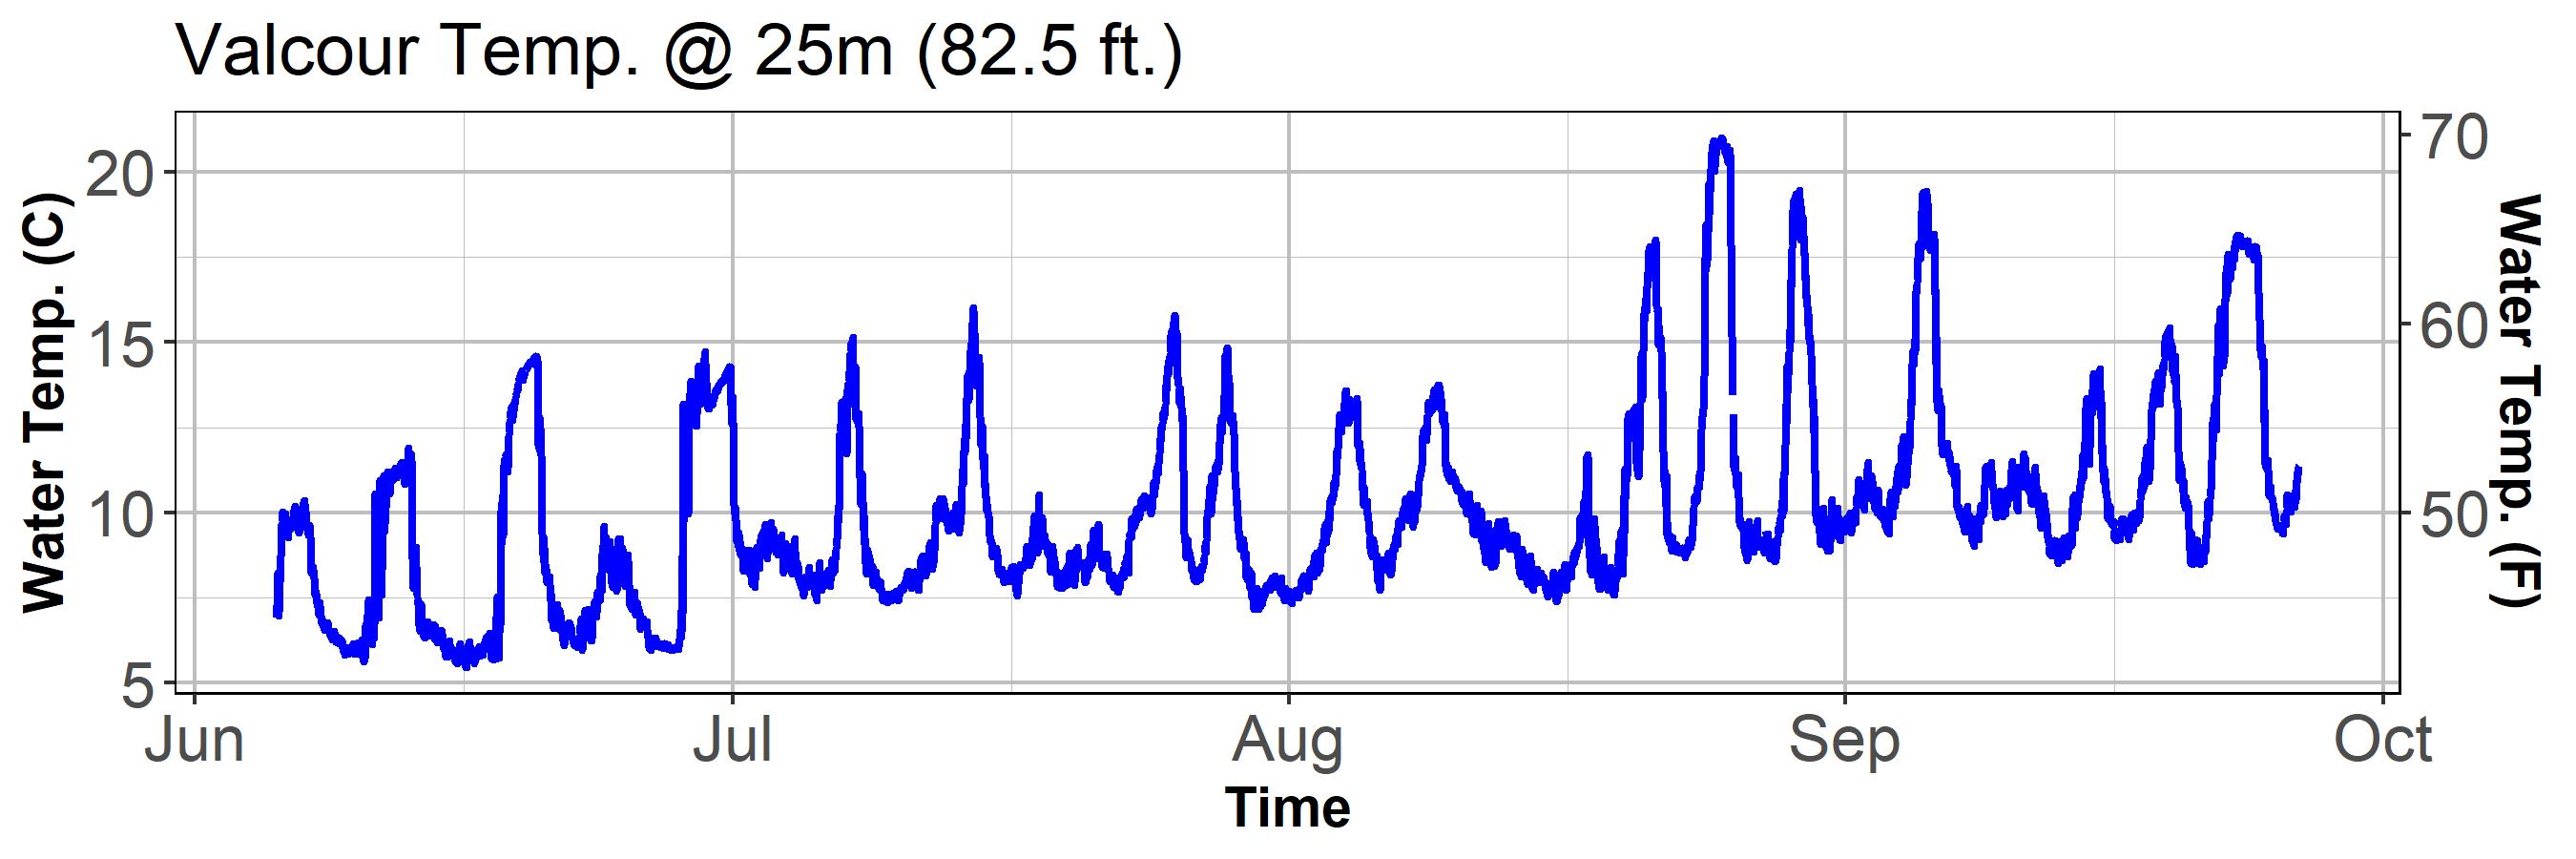 Valcour Temp. @ 25m (82.5 ft.)
Water Temp. (C)
20
15
10
5
70
60
50
Water Temp. (F)
Jun Jul Aug Sep Oct
Time